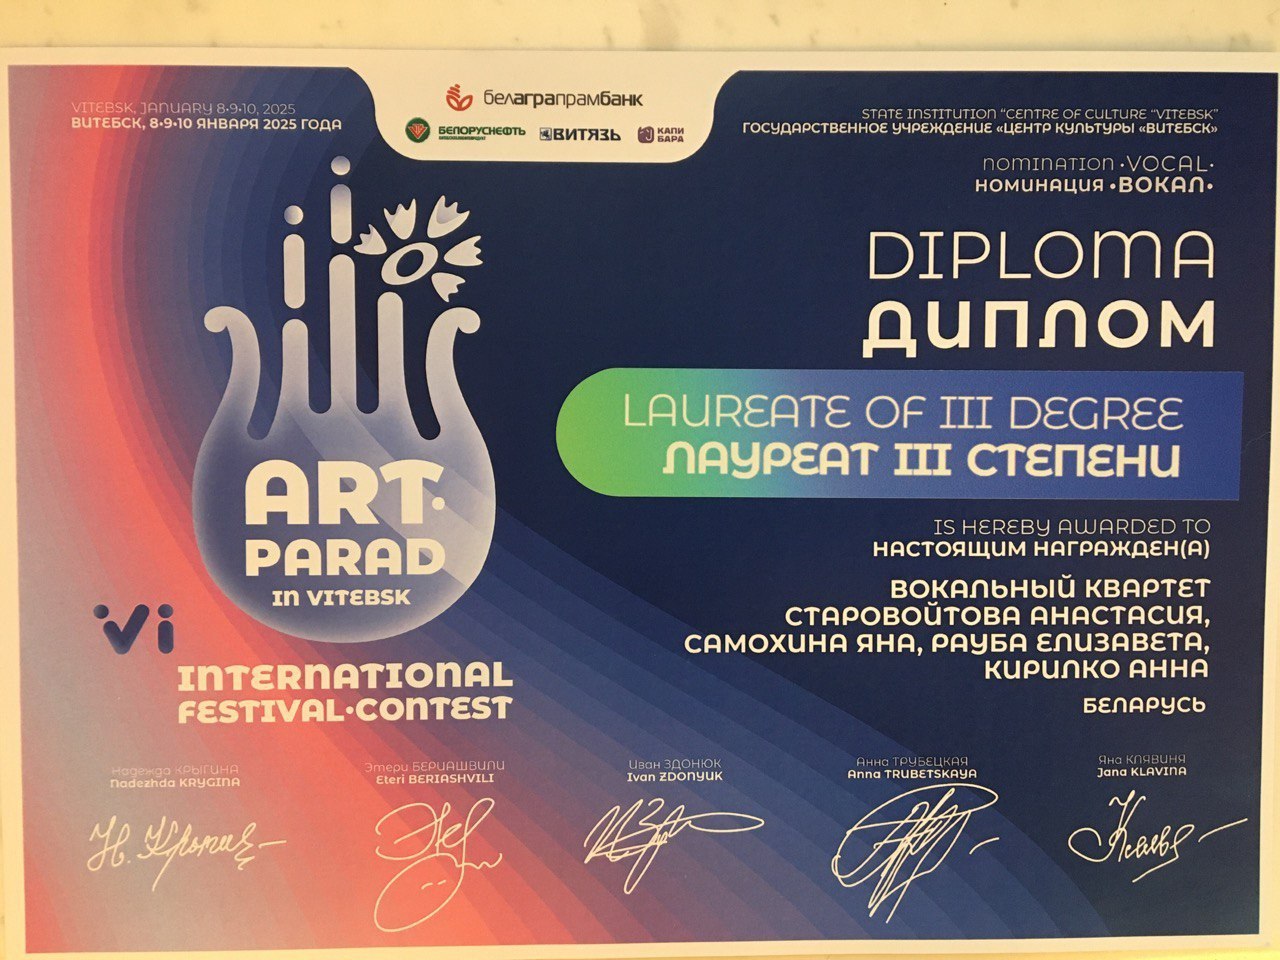 VITEBSK, JANUARY 8•9•10, 2025
ВИТЕБСК, 8•9•10 ЯНВАРЯ 2025 ГОДА
белаграпрамбанк
БЕЛОРУСНЕФТЬ
ВИТЯЗЬ
КАПИ
БАРА
STATE INSTITUTION "CENTRE OF CULTURE "VITEBSK"
ГОСУДАРСТВЕННОЕ УЧРЕЖДЕНИЕ «ЦЕНТР КУЛЬТУРЫ «ВИТЕБСК»
NOMINATION •VOCAL•
НОМИНАЦИЯ •ВОКАЛ•
DIPLOMA
ДИПЛОМ
LAUREATE OF III DEGREE
ЛАУРЕАТ III СТЕПЕНИ
ART•
PARAD
IN VITEBSK
Vi
INTERNATIONAL
FESTIVAL•CONTEST
IS HEREBY AWARDED TO
НАСТОЯЩИМ НАГРАЖДЕН(А)
ВОКАЛЬНЫЙ КВАРТЕТ
СТАРОВОЙТОВА АНАСТАСИЯ,
САМОХИНА ЯНА, РАУБА ЕЛИЗАВЕТА,
КИРИЛКО АННА
БЕЛАРУСЬ
Надежда КРЫГИНА
Nadezhda KRYGINA
Этери БЕРИАШВИЛИ
Eteri BERIASHVILI
Иван ЗДОНЮК
Ivan ZDONYUK
Анна ТРУБЕЦКАЯ
Anna TRUBETSKAYA
Яна КЛЯВИНЯ
Jana KLAVINA